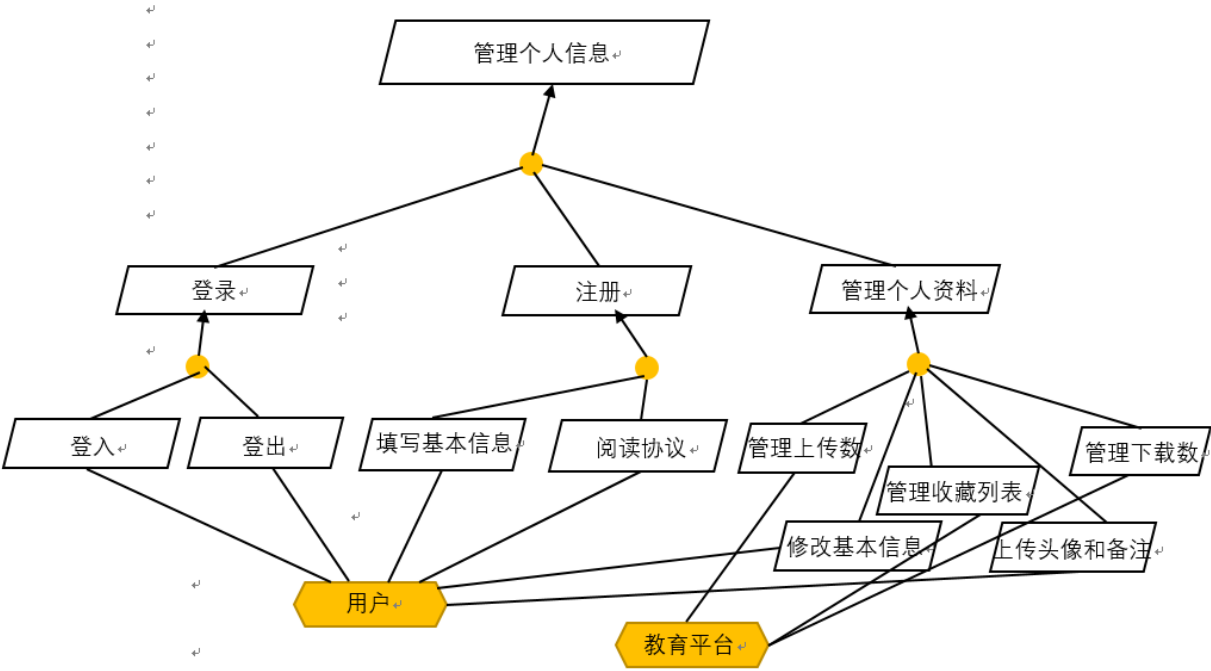 管理个人信息
登录
注册
管理个人资料
登入
登出
填写基本信息
阅读协议
管理上传数
管理下载数
管理收藏列表
修改基本信息
上传头像和备注
用户
教育平台